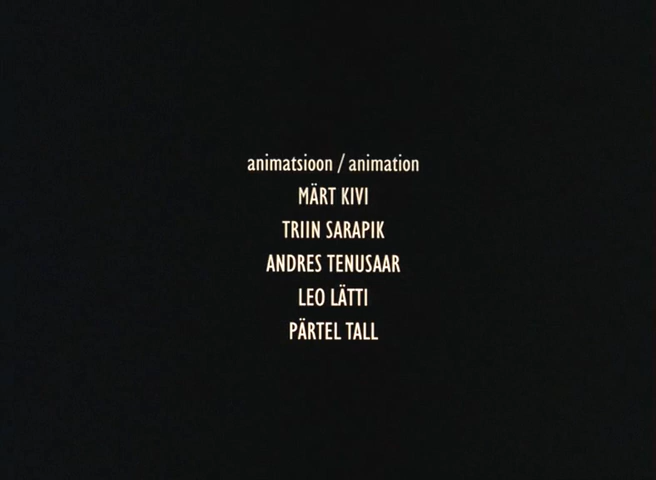 animatsioon / animation
MÄRT KIVI
TRIIN SARAPIK
ANDRES TENUSAAR
LEO LÄTTI
PÄRTEL TALL